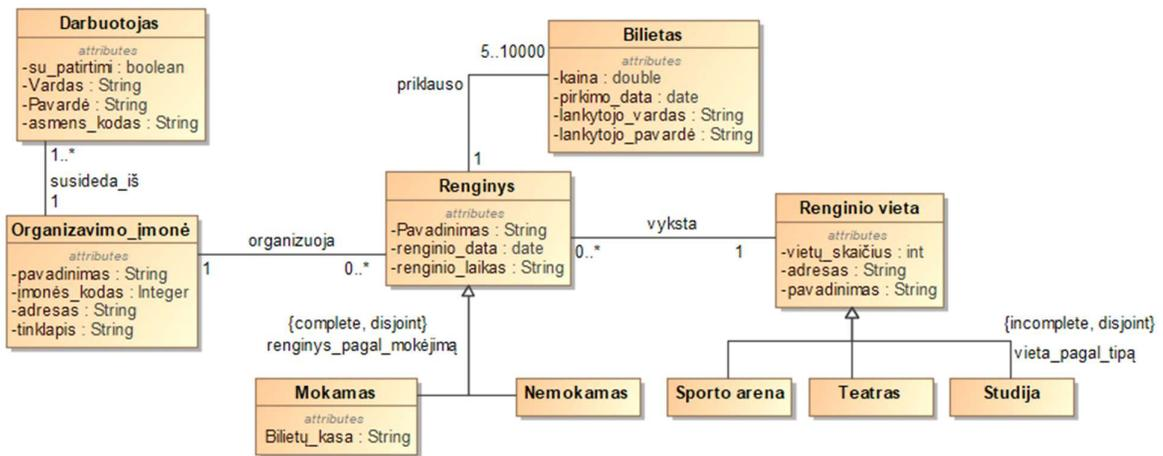 Darbuotojas
attributes
-su_patirtimi : boolean
-Vardas : String
-Pavardė : String
-asmens_kodas : String
1..*
susideda_iš
1
Organizavimo_įmonė
attributes
-pavadinimas : String
-įmonės_kodas : Integer
-adresas : String
-tinklapis : String
1
organizuoja
0..*
Bilietas
attributes
-kaina : double
-pirkimo_data : date
-lankytojo_vardas : String
-lankytojo_pavardė : String
5..10000
priklauso
1
Renginys
attributes
-Pavadinimas : String
-renginio_data : date
-renginio_laikas : String
0..*
vyksta
1
Renginio vieta
attributes
-vietų_skaičius : int
-adresas : String
-pavadinimas : String
{complete, disjoint}
renginys_pagal_mokėjimą
Mokamas
attributes
Bilietų_kasa : String
Nemokamas
{incomplete, disjoint}
vieta_pagal_tipą
Sporto arena
Teatras
Studija